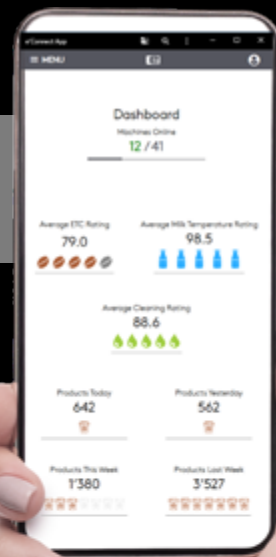 e'Connect App
MENU
Dashboard
Machines Online
12 / 41
Average ETC Rating
79.0
Average Milk Temperature Rating
98.5
Average Cleaning Rating
88.6
Products Today
642
Products Yesterday
562
Products This Week
1'380
Products Last Week
3'527